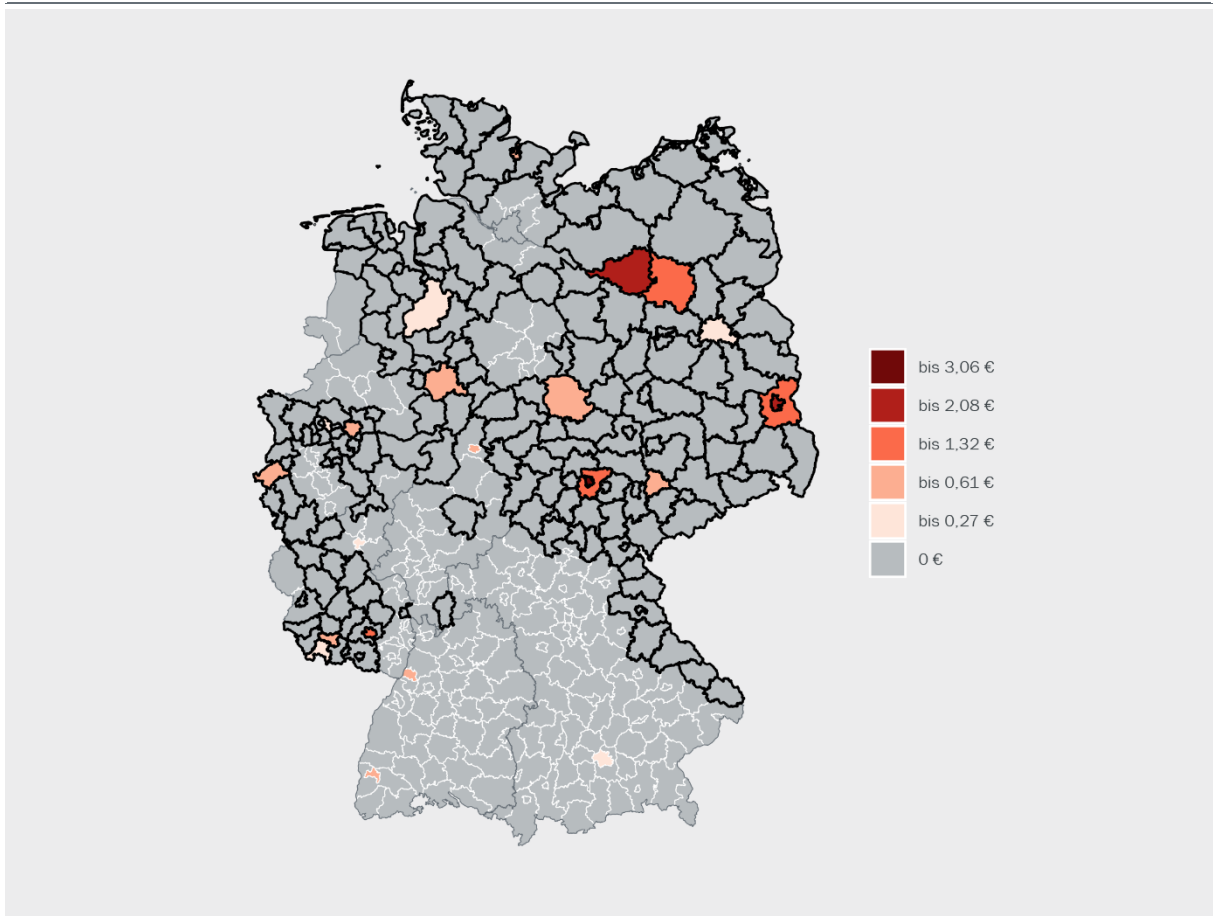 bis 3,06 €
bis 2,08 €
bis 1,32 €
bis 0,61 €
bis 0,27 €
0 €